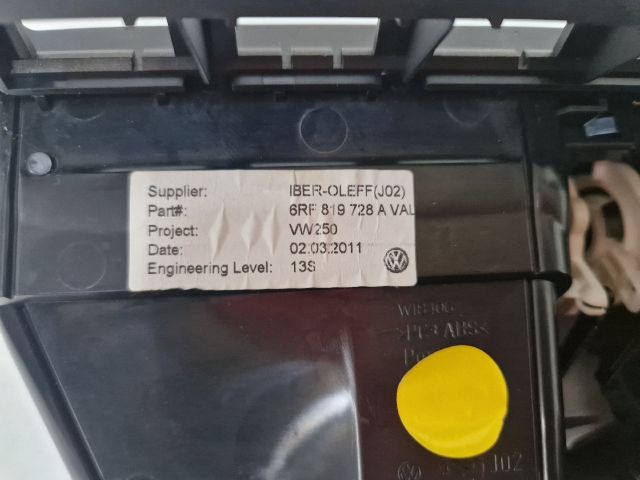 Supplier: IBER-OLEFF(J02)
Part#: 6RF 819 728 A VAL
Project: VW250
Date: 02.03.2011
Engineering Level: 13S
>PC+ABS<
J02